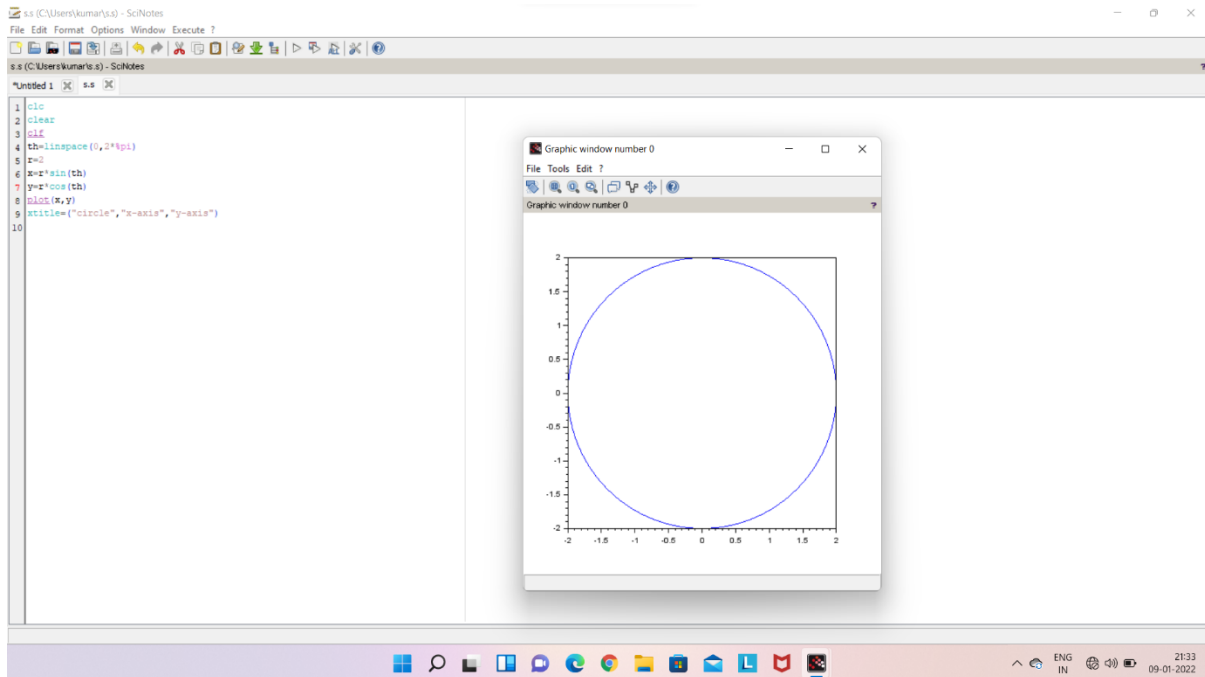 s.s (C:\Users\kumar\s.s) - SciNotes
File Edit Format Options Window Execute ?
s.s (C:\Users\kumar\s.s) - SciNotes
?
*Untitled 1 s.s
1 clc
2 clear
3 clf
4 th=linspace(0,2*%pi)
5 r=2
6 x=r*sin(th)
7 y=r*cos(th)
8 plot(x,y)
9 xtitle=("circle","x-axis","y-axis")
10
Graphic window number 0
File Tools Edit ?
Graphic window number 0 ?
2
1.5
1
0.5
0
-0.5
-1
-1.5
-2
-2 -1.5 -1 -0.5 0 0.5 1 1.5 2
L
ENG
IN
21:33
09-01-2022